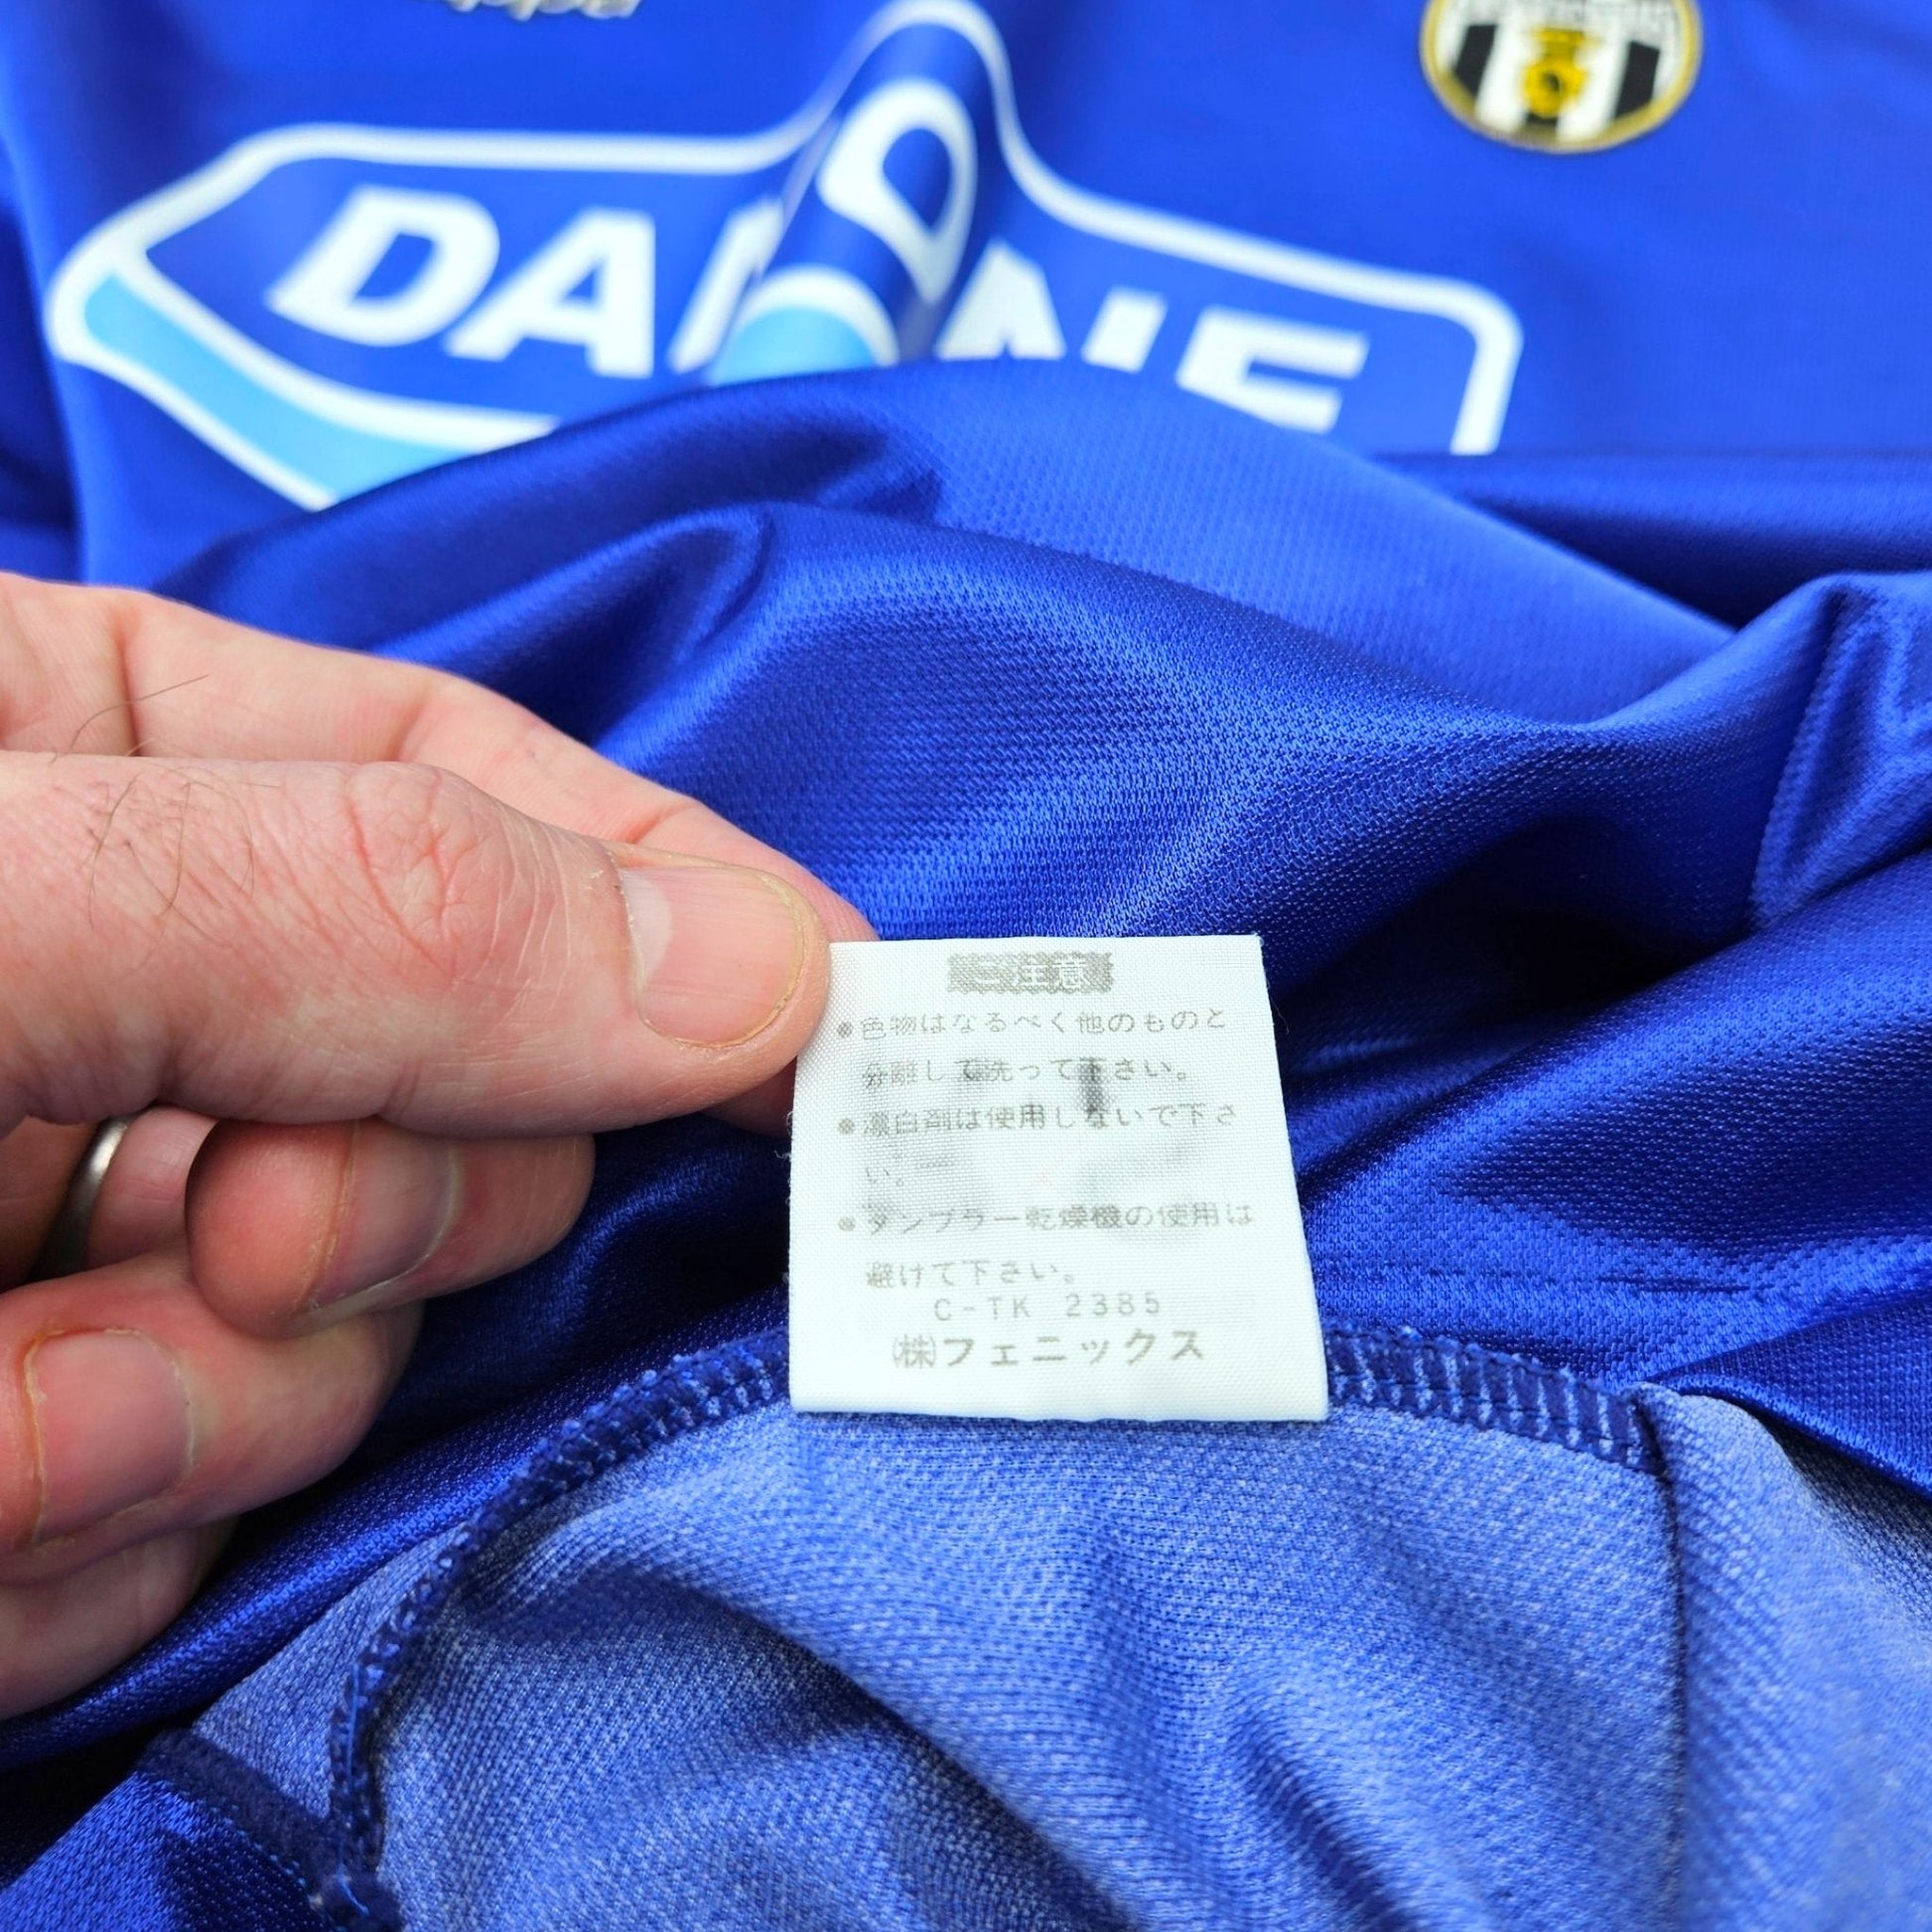 DANONE
ご注意
●色物はなるべく他のものと
分離して洗って下さい。
●漂白剤は使用しないで下さ
い。
●タンブラー乾燥機の使用は
避けて下さい。
C-TK 2385
㈱フェニックス